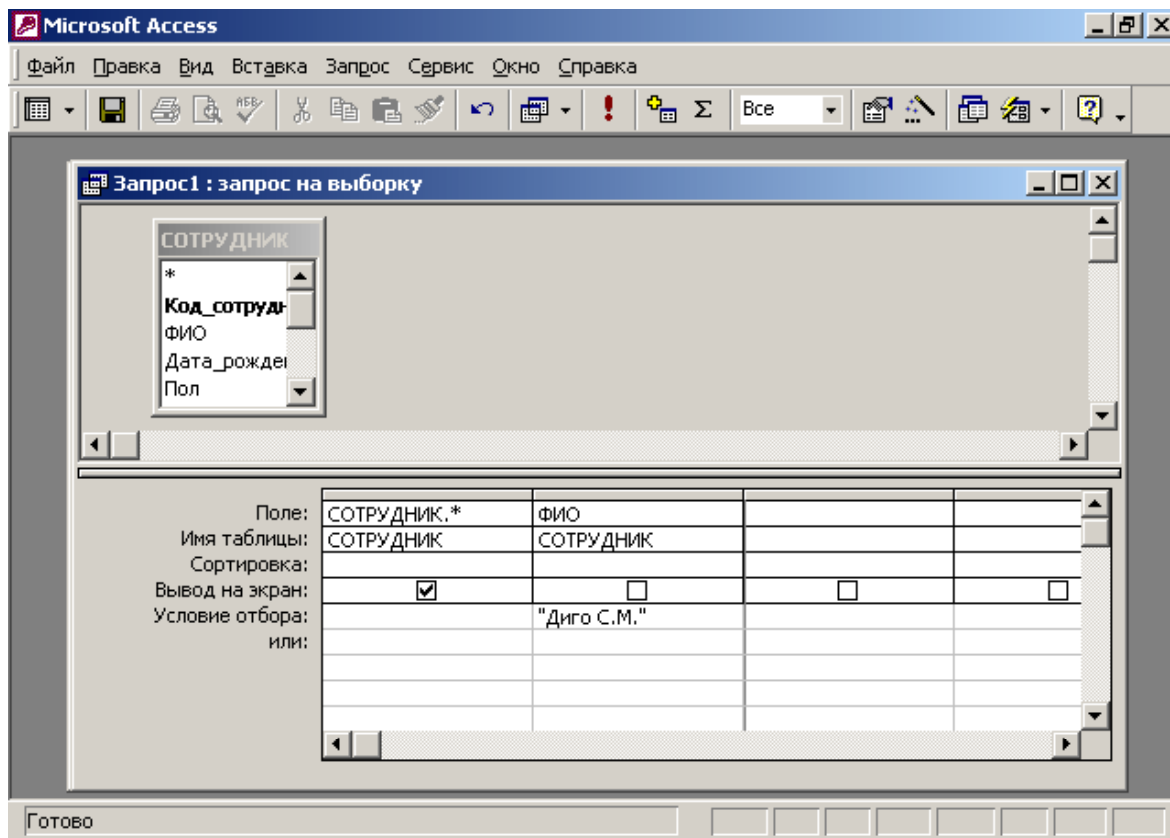 Microsoft Access
Файл Правка Вид Вставка Запрос Сервис Окно Справка
Все
Запрос1 : запрос на выборку
СОТРУДНИК
*
Код_сотрудн
ФИО
Дата_рожден
Пол
Поле: СОТРУДНИК.* ФИО
Имя таблицы: СОТРУДНИК СОТРУДНИК
Сортировка:
Вывод на экран:
Условие отбора: "Диго С.М."
или:
Готово